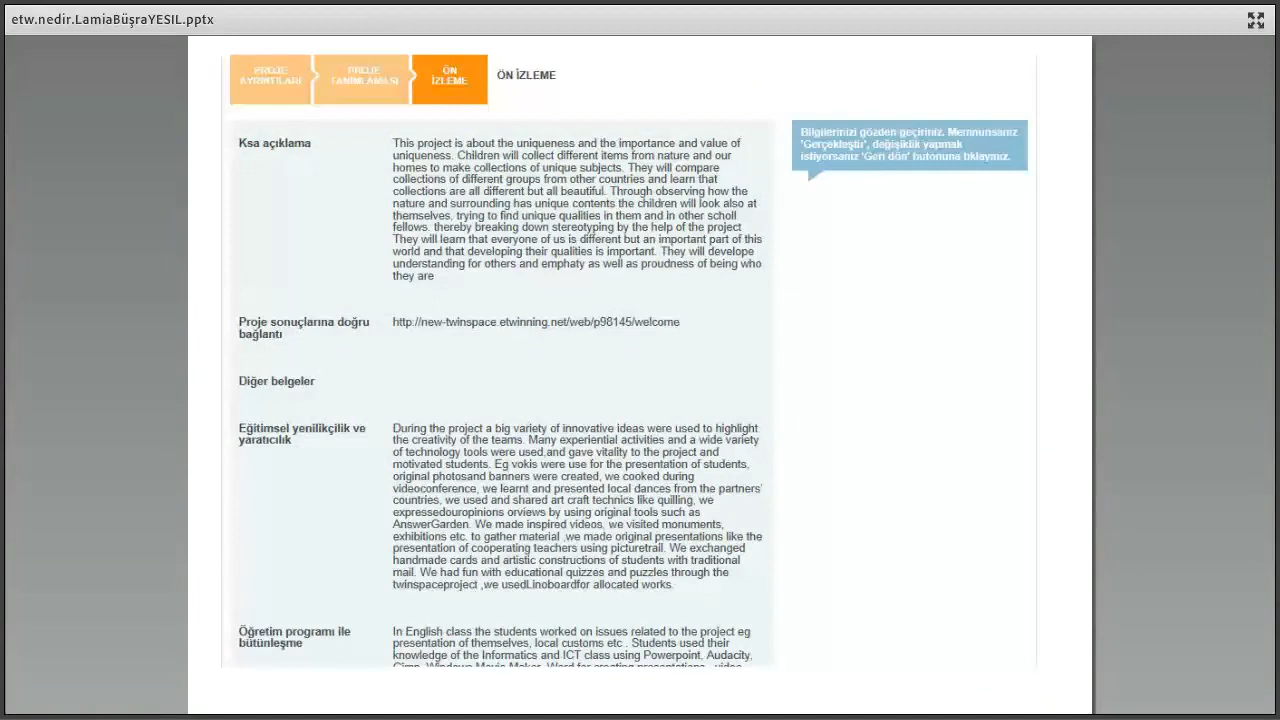 etw.nedir.LamiaBüşraYESIL.pptx
PROJE
AYRINTILARI
PROJE
TANIMLAMASI
ÖN
İZLEME
ÖN İZLEME
Ksa açıklama
This project is about the uniqueness and the importance and value of
uniqueness. Children will collect different items from nature and our
homes to make collections of unique subjects. They will compare
collections of different groups from other countries and learn that
collections are all different but all beautiful. Through observing how the
nature and surrounding has unique contents the children will look also at
themselves, trying to find unique qualities in them and in other scholl
fellows. thereby breaking down stereotyping by the help of the project
They will learn that everyone of us is different but an important part of this
world and that developing their qualities is important. They will develope
understanding for others and emphaty as well as proudness of being who
they are
Bilgilerinizi gözden geçiriniz. Memnunsanız
'Gerçekleştir', değişiklik yapmak
istiyorsanız 'Geri dön' butonuna tıklayınız.
Proje sonuçlarına doğru
bağlantı
http://new-twinspace.etwinning.net/web/p98145/welcome
Diğer belgeler
Eğitimsel yenilikçilik ve
yaratıcılık
During the project a big variety of innovative ideas were used to highlight
the creativity of the teams. Many experiential activities and a wide variety
of technology tools were used,and gave vitality to the project and
motivated students. Eg vokis were use for the presentation of students,
original photosand banners were created, we cooked during
videoconference, we learnt and presented local dances from the partners'
countries, we used and shared art craft technics like quilling, we
expressedouropinions orviews by using original tools such as
AnswerGarden. We made inspired videos, we visited monuments,
exhibitions etc. to gather material ,we made original presentations like the
presentation of cooperating teachers using picturetrail. We exchanged
handmade cards and artistic constructions of students with traditional
mail. We had fun with educational quizzes and puzzles through the
twinspaceproject ,we usedLinoboardfor allocated works.
Öğretim programı ile
bütünleşme
In English class the students worked on issues related to the project eg
presentation of themselves, local customs etc . Students used their
knowledge of the Informatics and ICT class using Powerpoint, Audacity,
Gimp, Windows Movie Maker, Word for creating presentations , video